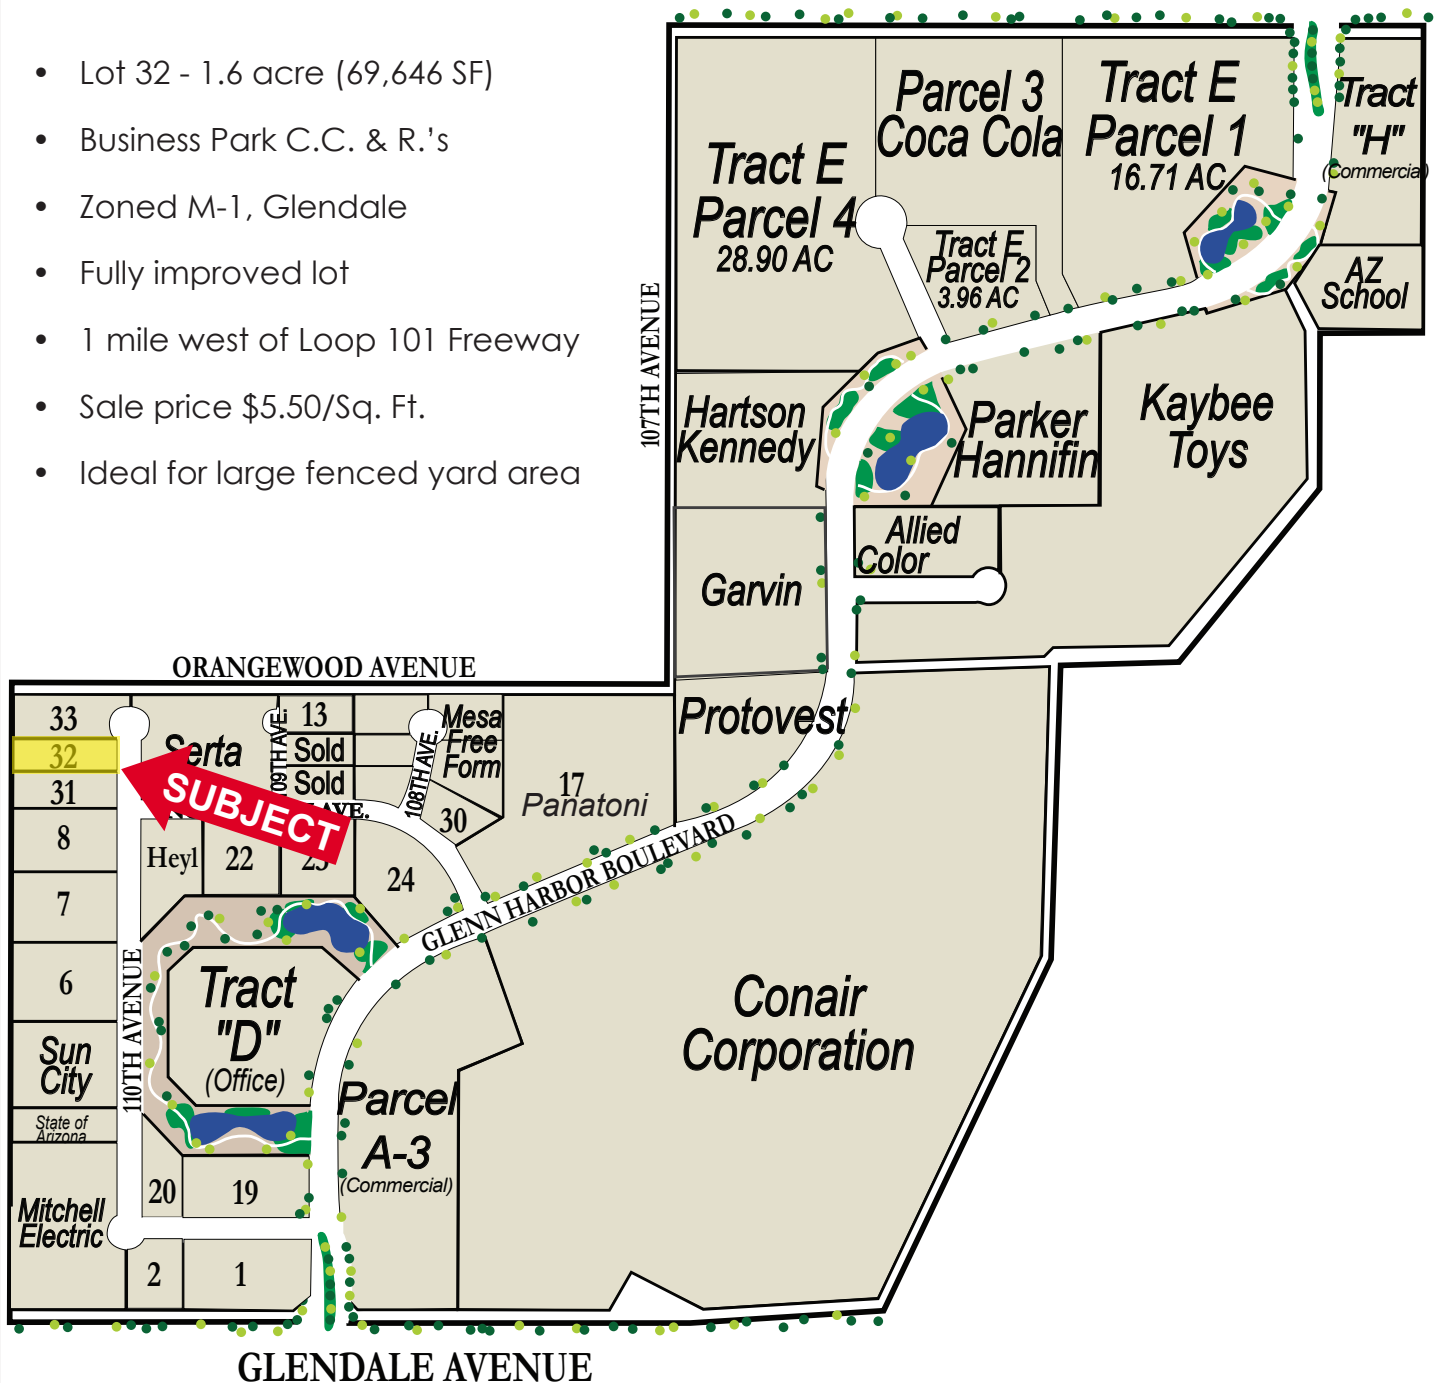 • Lot 32 - 1.6 acre (69,646 SF)
• Business Park C.C. & R.'s
• Zoned M-1, Glendale
• Fully improved lot
• 1 mile west of Loop 101 Freeway
• Sale price $5.50/Sq. Ft.
• Ideal for large fenced yard area
Tract E
Parcel 4
28.90 AC
Parcel 3
Coca Cola
Tract E
Parcel 1
16.71 AC
Tract
"H"
(Commercial)
Tract E
Parcel 2
3.96 AC
AZ
School
107TH AVENUE
Hartson
Kennedy
Parker
Hannifin
Kaybee
Toys
Allied
Color
Garvin
Protovest
ORANGEWOOD AVENUE
33
32
31
8
7
6
Sun
City
State of
Arizona
Mitchell
Electric
Serta
109TH AVE.
13
Sold
Sold
AVE.
108TH AVE.
Mesa
Free
Form
30
17
Panatoni
SUBJECT
Heyl
22
23
24
GLENN HARBOR BOULEVARD
110TH AVENUE
Tract
"D"
(Office)
Parcel
A-3
(Commercial)
Conair
Corporation
20
19
2
1
GLENDALE AVENUE